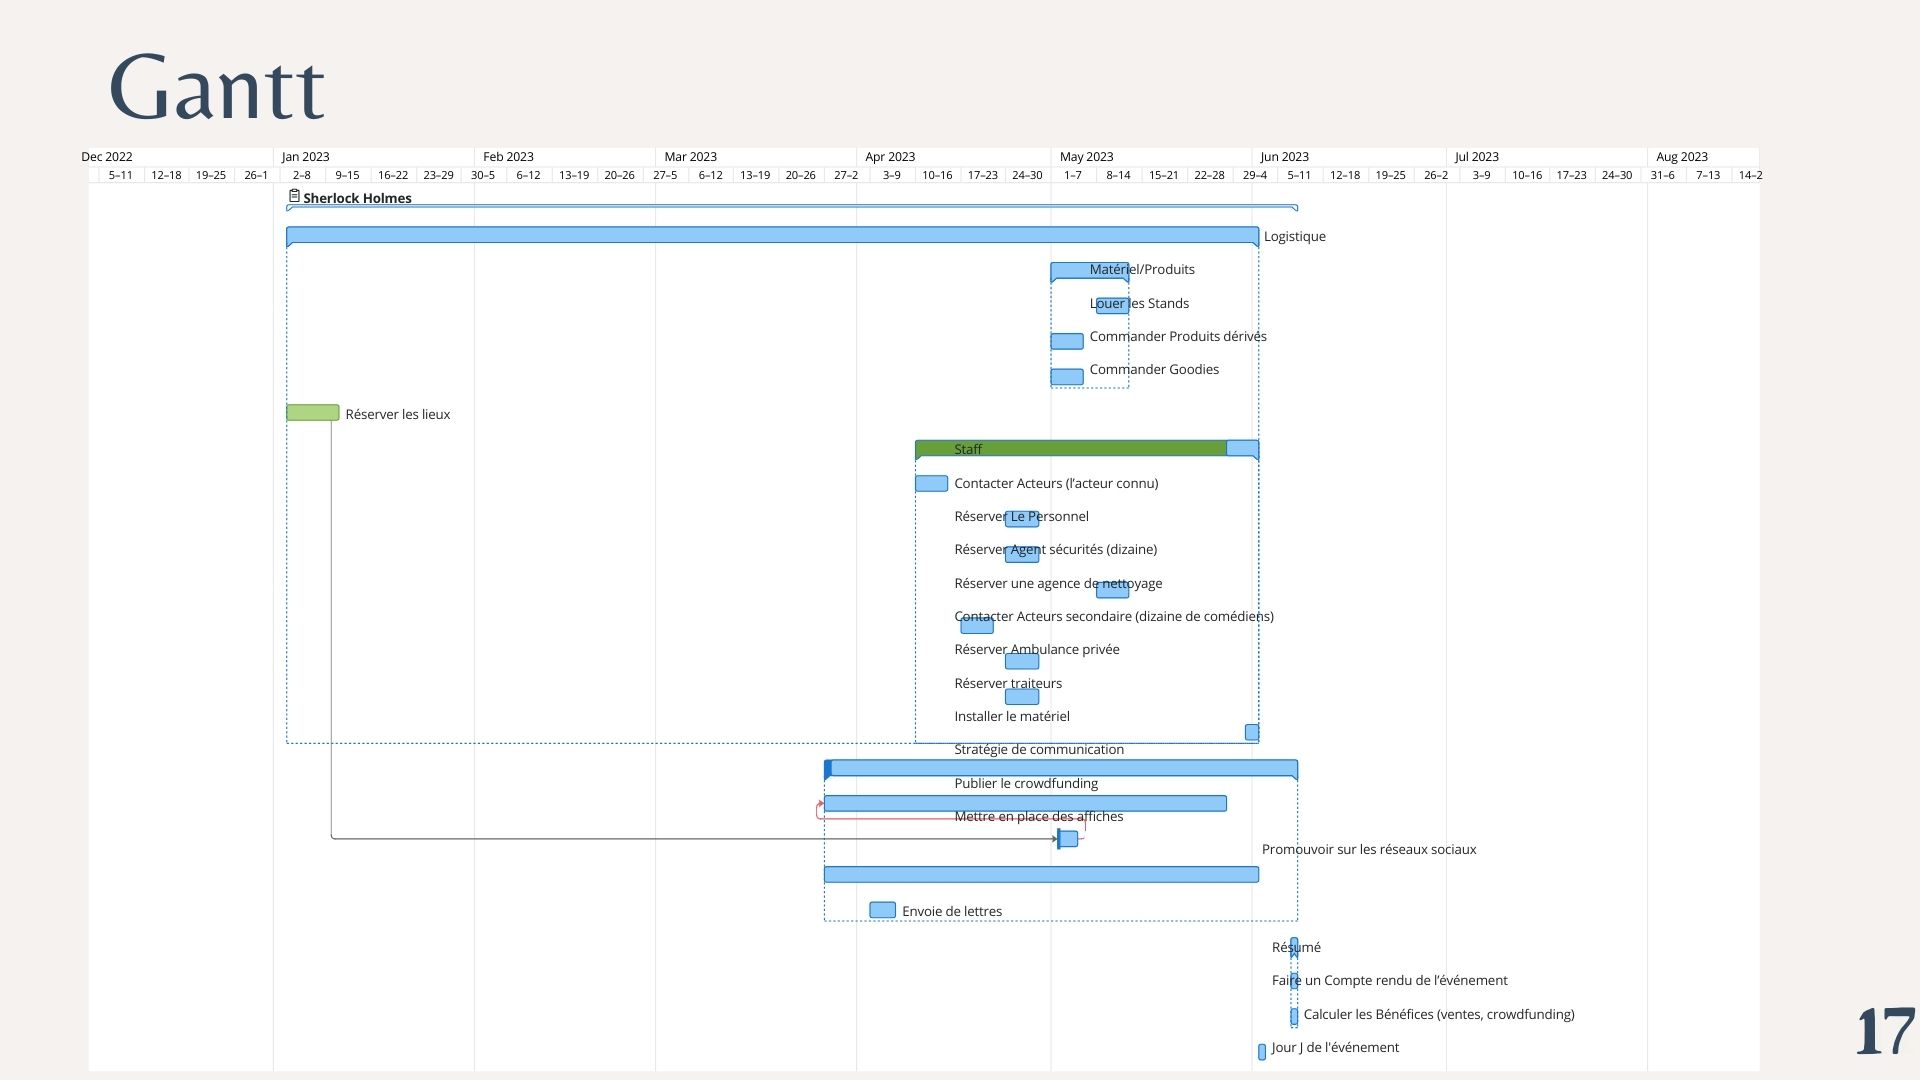 Gantt
Dec 2022 Jan 2023 Feb 2023 Mar 2023 Apr 2023 May 2023 Jun 2023 Jul 2023 Aug 2023
5–11 12–18 19–25 26–1 2–8 9–15 16–22 23–29 30–5 6–12 13–19 20–26 27–5 6–12 13–19 20–26 27–2 3–9 10–16 17–23 24–30 1–7 8–14 15–21 22–28 29–4 5–11 12–18 19–25 26–2 3–9 10–16 17–23 24–30 31–6 7–13 14–2
Sherlock Holmes
Logistique
Matériel/Produits
Louer les Stands
Commander Produits dérivés
Commander Goodies
Réserver les lieux
Staff
Contacter Acteurs (l’acteur connu)
Réserver Le Personnel
Réserver Agent sécurités (dizaine)
Réserver une agence de nettoyage
Contacter Acteurs secondaire (dizaine de comédiens)
Réserver Ambulance privée
Réserver traiteurs
Installer le matériel
Stratégie de communication
Publier le crowdfunding
Mettre en place des affiches
Promouvoir sur les réseaux sociaux
Envoie de lettres
Résumé
Faire un Compte rendu de l’événement
Calculer les Bénéfices (ventes, crowdfunding)
Jour J de l'événement
17